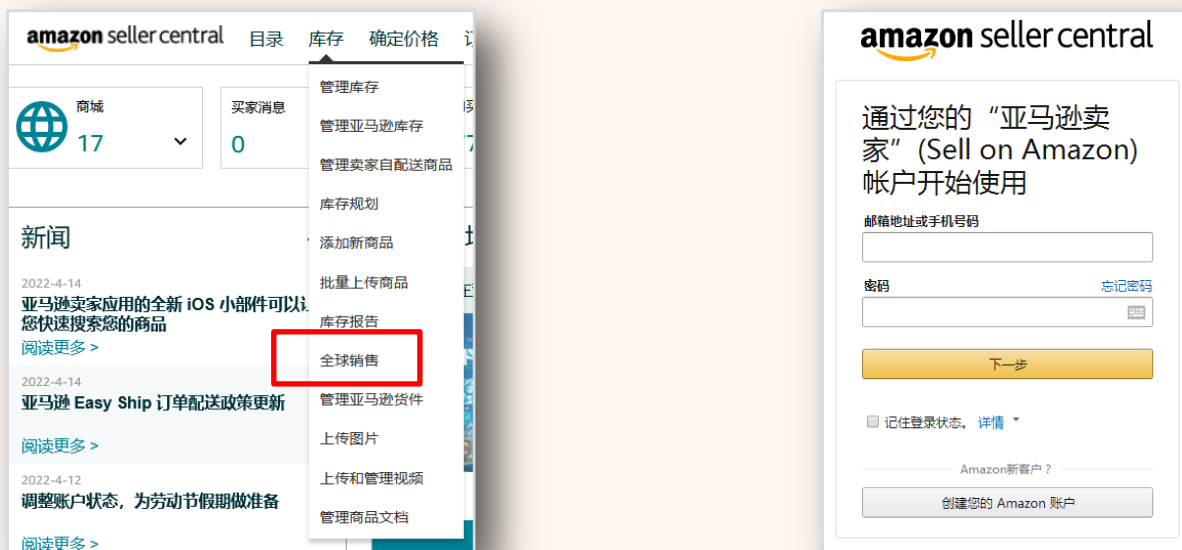 amazon seller central
目录
库存
确定价格
商城
17
买家消息
0
管理库存
管理亚马逊库存
管理卖家自配送商品
库存规划
添加新商品
批量上传商品
库存报告
全球销售
管理亚马逊货件
上传图片
上传和管理视频
管理商品文档
新闻
2022-4-14
亚马逊卖家应用的全新 iOS 小部件可以让
您快速搜索您的商品
阅读更多 >
2022-4-14
亚马逊 Easy Ship 订单配送政策更新
阅读更多 >
2022-4-12
调整账户状态，为劳动节假期做准备
阅读更多 >
amazon seller central
通过您的“亚马逊卖
家”(Sell on Amazon)
帐户开始使用
邮箱地址或手机号码
密码
忘记密码
下一步
记住登录状态。 详情
Amazon新客户？
创建您的 Amazon 账户